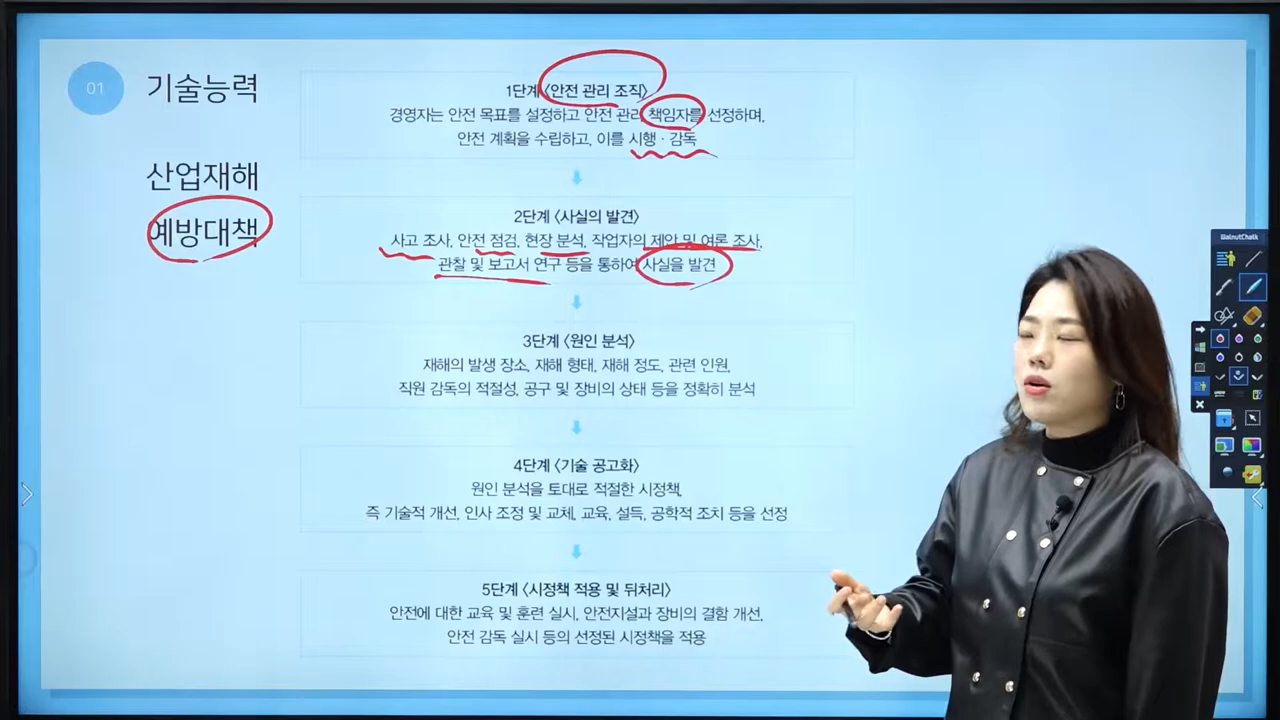 01
기술능력
산업재해
예방대책
1단계 〈안전 관리 조직〉
경영자는 안전 목표를 설정하고 안전 관리 책임자를 선정하며,
안전 계획을 수립하고, 이를 시행 · 감독
2단계 〈사실의 발견〉
사고 조사, 안전 점검, 현장 분석, 작업자의 제안 및 여론 조사,
관찰 및 보고서 연구 등을 통하여 사실을 발견
3단계 〈원인 분석〉
재해의 발생 장소, 재해 형태, 재해 정도, 관련 인원,
직원 감독의 적절성, 공구 및 장비의 상태 등을 정확히 분석
4단계 〈기술 공고화〉
원인 분석을 토대로 적절한 시정책,
즉 기술적 개선, 인사 조정 및 교체, 교육, 설득, 공학적 조치 등을 선정
5단계 〈시정책 적용 및 뒤처리〉
안전에 대한 교육 및 훈련 실시, 안전시설과 장비의 결함 개선,
안전 감독 실시 등의 선정된 시정책을 적용
WalnutChalk